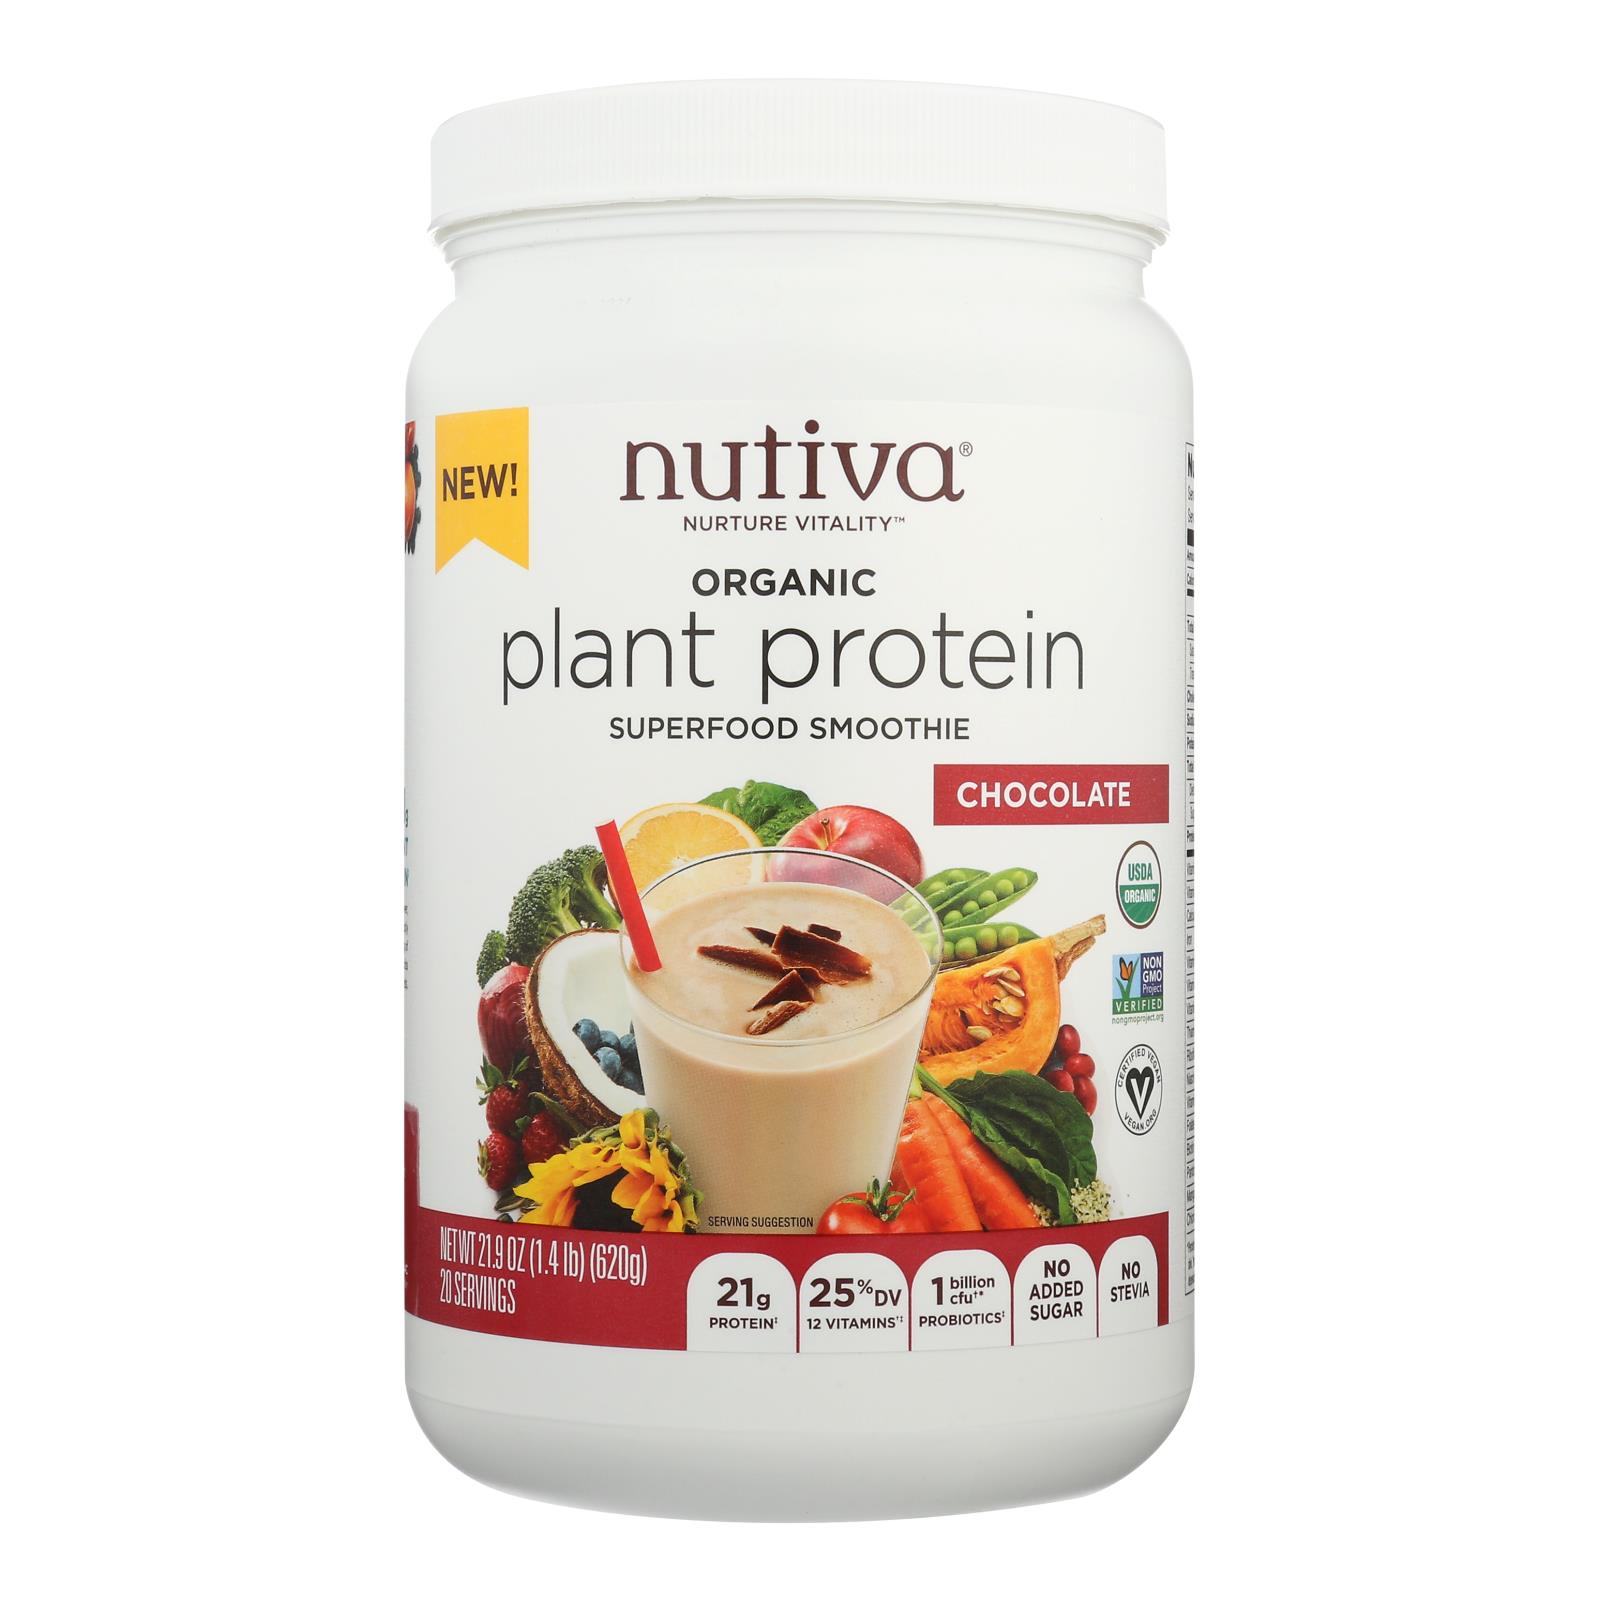 NEW!
nutiva®
NURTURE VITALITY™
ORGANIC
plant protein
SUPERFOOD SMOOTHIE
CHOCOLATE
USDA
ORGANIC
NON
GMO
Project
VERIFIED
nongmoproject.org
CERTIFIED VEGAN
VEGAN.ORG
SERVING SUGGESTION
NET WT 21.9 OZ (1.4 lb) (620g)
20 SERVINGS
21g
PROTEIN‡
25%DV
12 VITAMINS†‡
1 billion
cfu†*
PROBIOTICS‡
NO
ADDED
SUGAR
NO
STEVIA